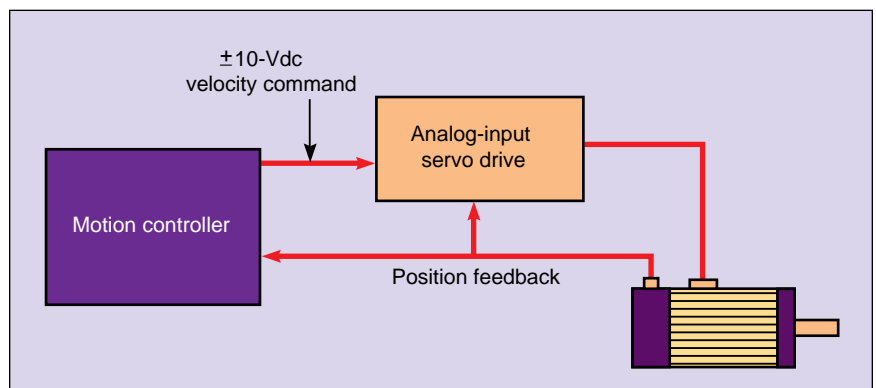 ±10-Vdc
velocity command
Analog-input
servo drive
Motion controller
Position feedback